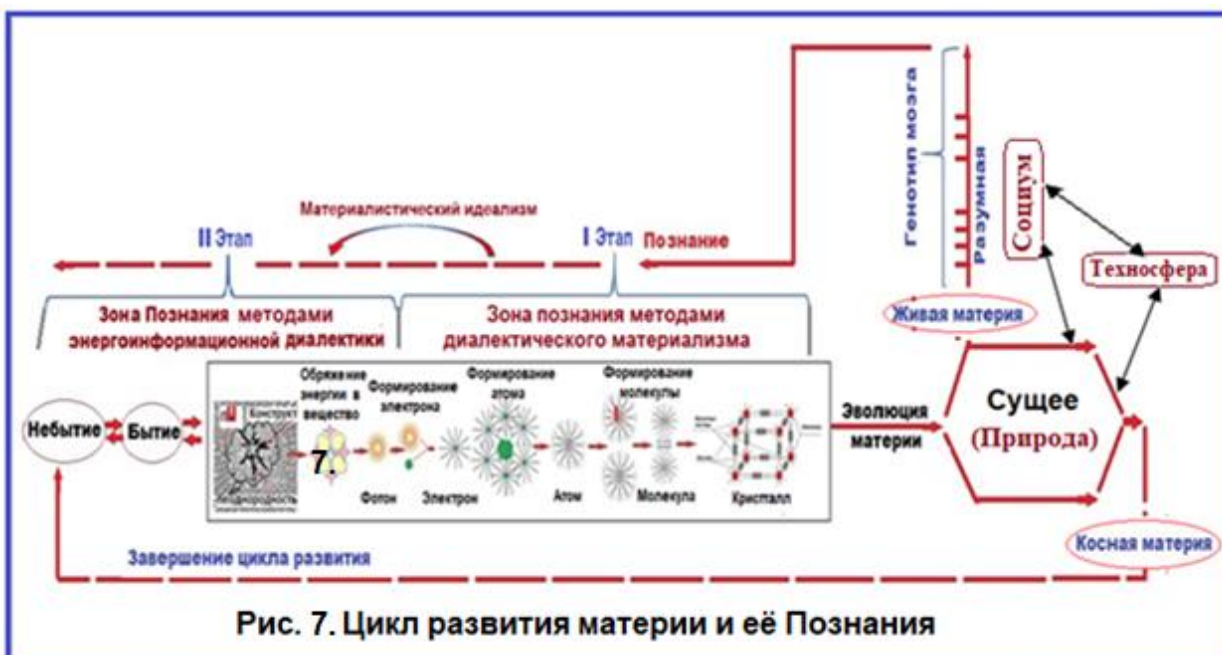 Генотип мозга
Разумная
Социум
Техносфера
Материалистический идеализм
II Этап
I Этап
Познание
Живая материя
Зона Познания методами
энергоинформационной диалектики
Зона познания методами
диалектического материализма
Небытие
Бытие
Конструкт
Неоднородность
Обряжение
энергии в
вещество
7.
Формирование
электрона
Формирование
атома
Формирование
молекулы
Фотон
Электрон
Атом
Молекула
Кристалл
Эволюция
материи
Сущее
(Природа)
Косная материя
Завершение цикла развития
Рис. 7. Цикл развития материи и её Познания